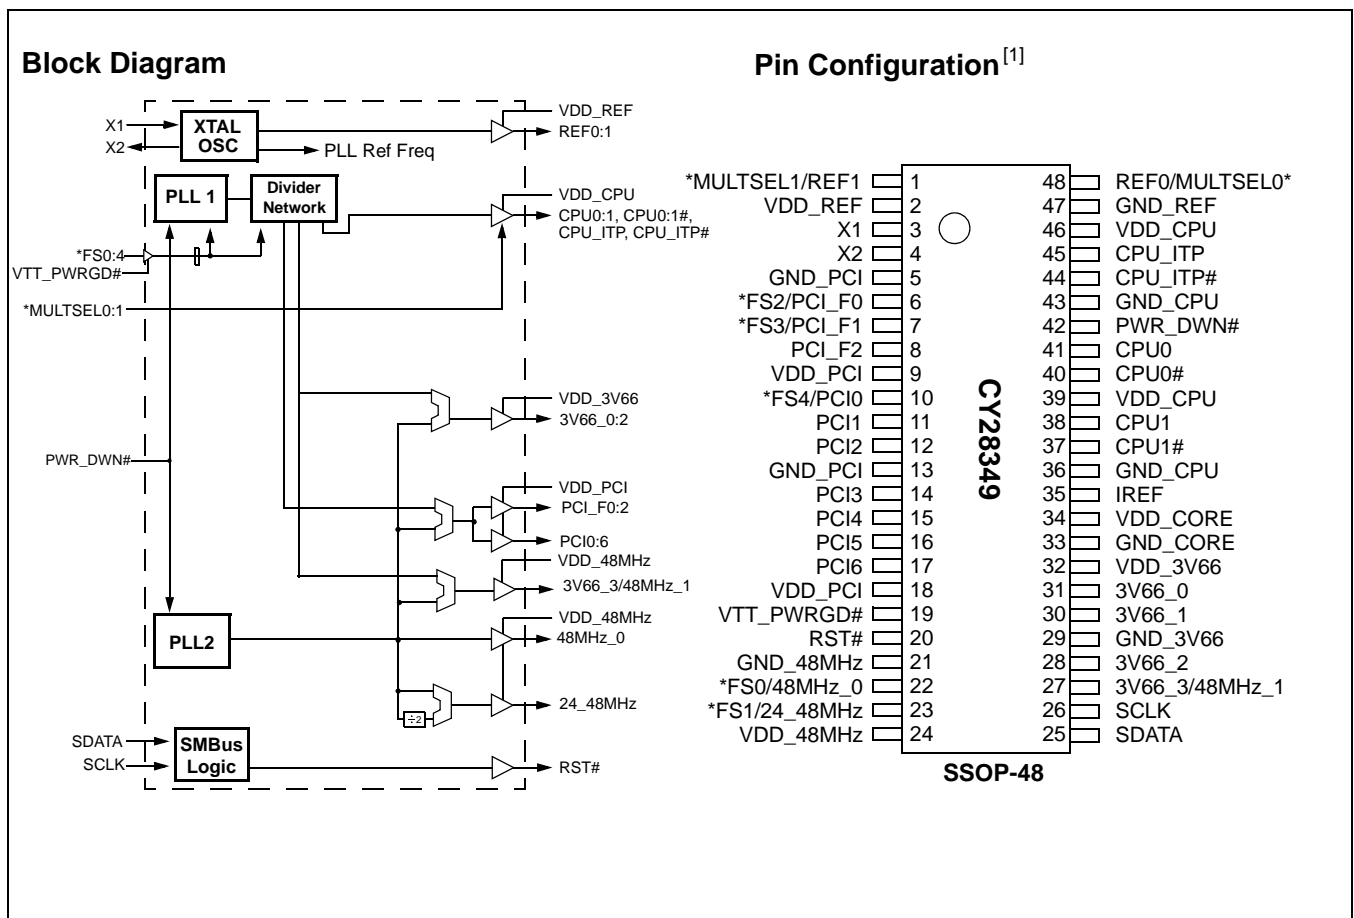 Block Diagram
Pin Configuration[1]
X1
X2
XTAL
OSC
PLL Ref Freq
VDD_REF
REF0:1
PLL 1
Divider
Network
VDD_CPU
CPU0:1, CPU0:1#,
CPU_ITP, CPU_ITP#
*FS0:4
VTT_PWRGD#
*MULTSEL0:1
VDD_3V66
3V66_0:2
PWR_DWN#
VDD_PCI
PCI_F0:2
PCI0:6
VDD_48MHz
3V66_3/48MHz_1
PLL2
VDD_48MHz
48MHz_0
÷2
24_48MHz
SDATA
SCLK
SMBus
Logic
RST#
*MULTSEL1/REF1 1 48 REF0/MULTSEL0*
VDD_REF 2 47 GND_REF
X1 3 46 VDD_CPU
X2 4 45 CPU_ITP
GND_PCI 5 44 CPU_ITP#
*FS2/PCI_F0 6 43 GND_CPU
*FS3/PCI_F1 7 42 PWR_DWN#
PCI_F2 8 41 CPU0
VDD_PCI 9 40 CPU0#
*FS4/PCI0 10 39 VDD_CPU
PCI1 11 38 CPU1
PCI2 12 37 CPU1#
GND_PCI 13 36 GND_CPU
PCI3 14 35 IREF
PCI4 15 34 VDD_CORE
PCI5 16 33 GND_CORE
PCI6 17 32 VDD_3V66
VDD_PCI 18 31 3V66_0
VTT_PWRGD# 19 30 3V66_1
RST# 20 29 GND_3V66
GND_48MHz 21 28 3V66_2
*FS0/48MHz_0 22 27 3V66_3/48MHz_1
*FS1/24_48MHz 23 26 SCLK
VDD_48MHz 24 25 SDATA
CY28349
SSOP-48